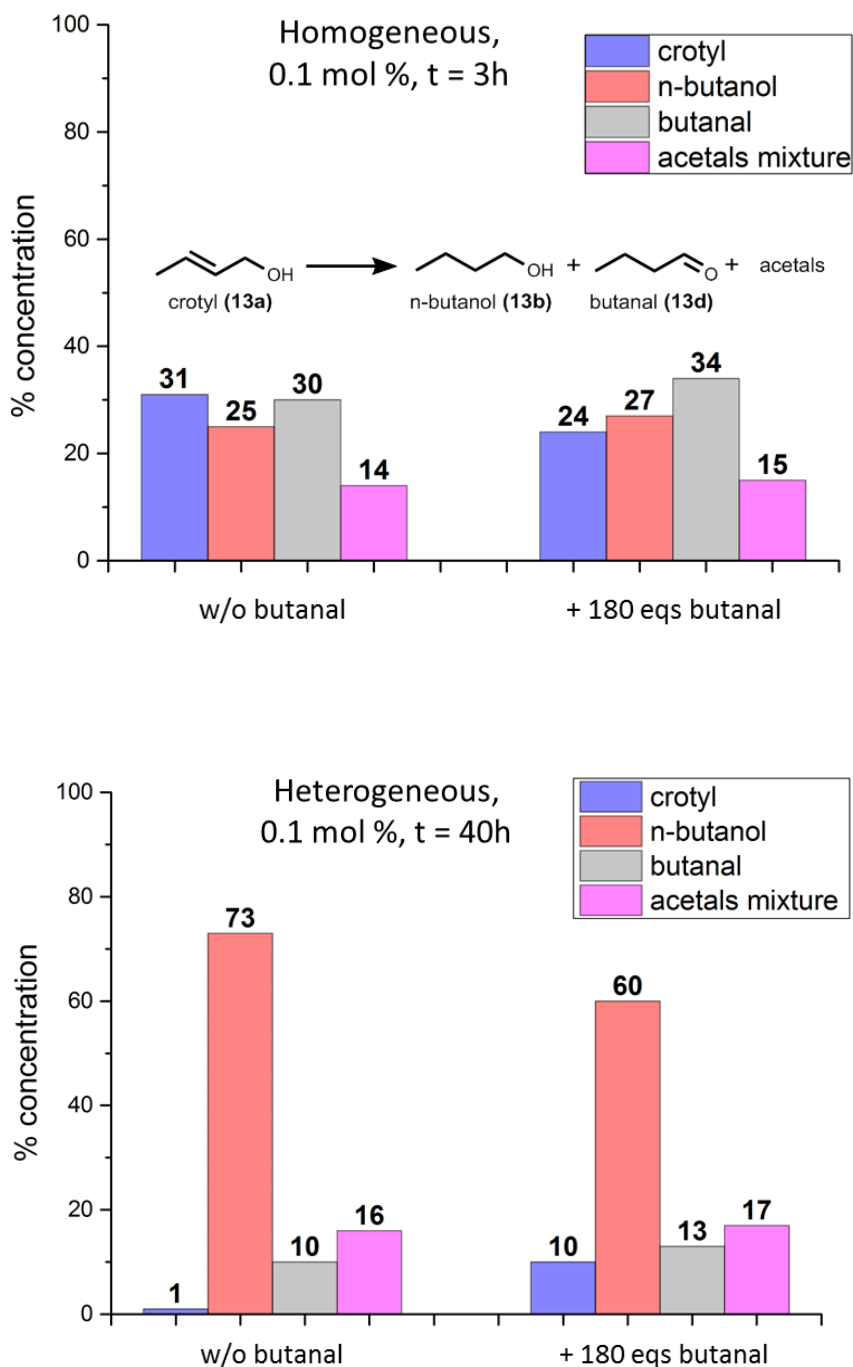 Homogeneous,
0.1 mol %, t = 3h
crotyl
n-butanol
butanal
acetals mixture
% concentration
100
80
60
40
20
0
OH
crotyl (13a)
OH
n-butanol (13b)
+
O
butanal (13d)
+
acetals
31
25
30
14
24
27
34
15
w/o butanal
+ 180 eqs butanal
Heterogeneous,
0.1 mol %, t = 40h
crotyl
n-butanol
butanal
acetals mixture
% concentration
100
80
60
40
20
0
1
73
10
16
10
60
13
17
w/o butanal
+ 180 eqs butanal